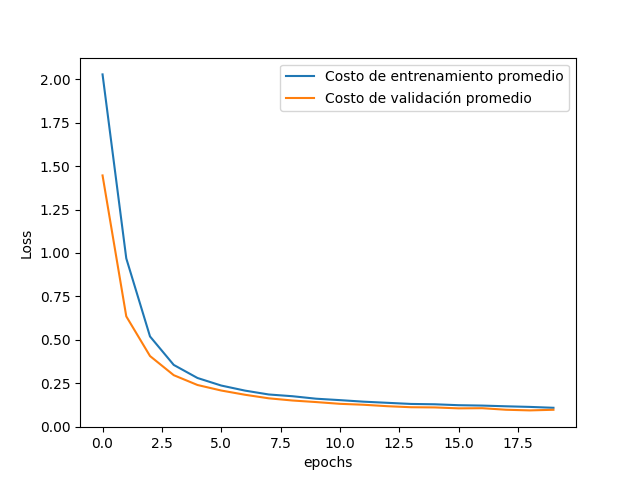 Costo de entrenamiento promedio
Costo de validación promedio
2.00
1.75
1.50
1.25
1.00
0.75
0.50
0.25
0.00
Loss
0.0 2.5 5.0 7.5 10.0 12.5 15.0 17.5
epochs